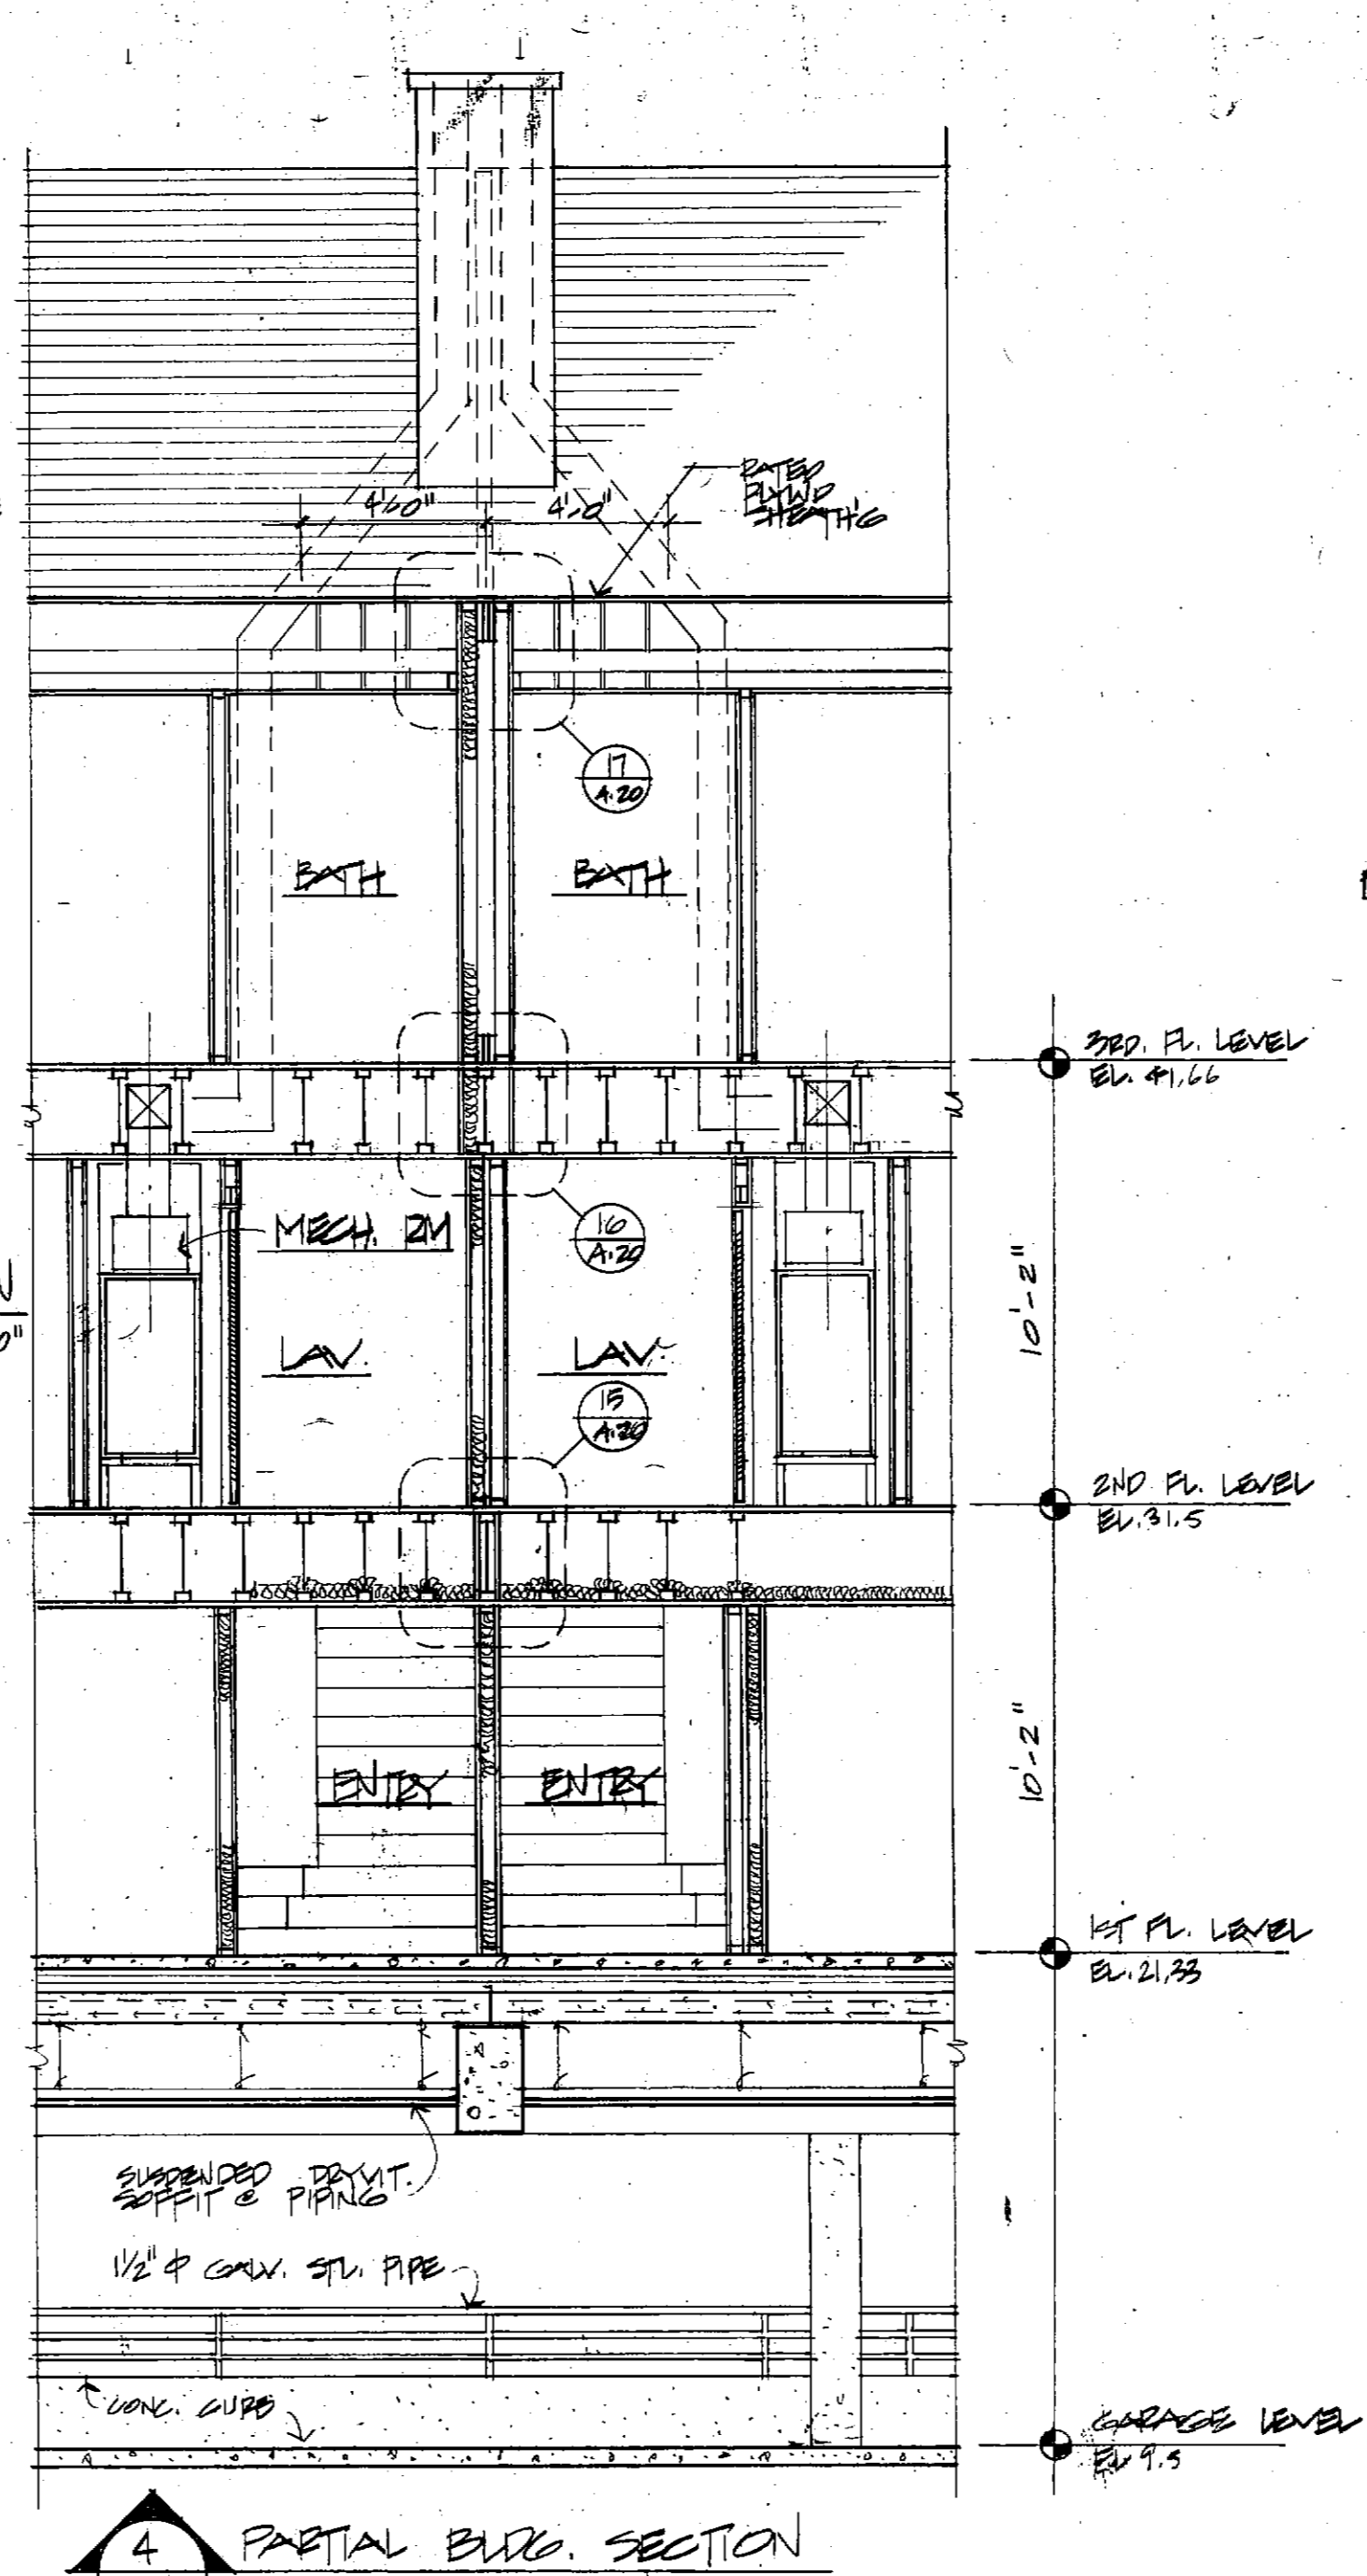 4'-0" 4'-0"
RATED
PLYWD
SHEATH'G
17
A.20
BATH BATH
3RD. FL. LEVEL
EL. 41.66
MECH. RM
16
A.20
10'-2"
LAV. LAV.
15
A.20
2ND FL. LEVEL
EL. 31.5
10'-2"
ENTRY ENTRY
1ST FL. LEVEL
EL. 21.33
SUSPENDED DRYVIT.
SOFFIT @ PIPING
1 1/2" Φ GALV. STL. PIPE
CONC. CURB
GARAGE LEVEL
EL 9.5
4 PARTIAL BLDG. SECTION